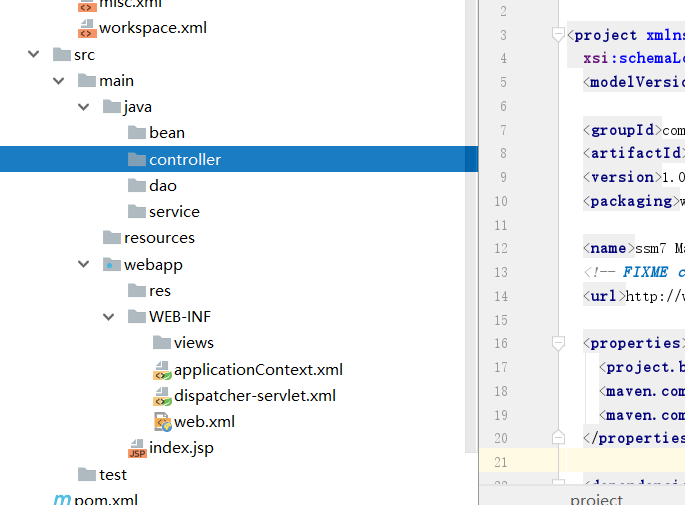 misc.xml
workspace.xml
src
main
java
bean
controller
dao
service
resources
webapp
res
WEB-INF
views
applicationContext.xml
dispatcher-servlet.xml
web.xml
JSP index.jsp
test
m pom.xml
2
3 <project xmlns
4 xsi:schemaLo
5 <modelVersio
6
7 <groupId>com
8 <artifactId>
9 <version>1.0
10 <packaging>w
11
12 <name>ssm7 Ma
13 <!-- FIXME c
14 <url>http://w
15
16 <properties>
17 <project.b
18 <maven.com
19 <maven.com
20 </properties
21
project